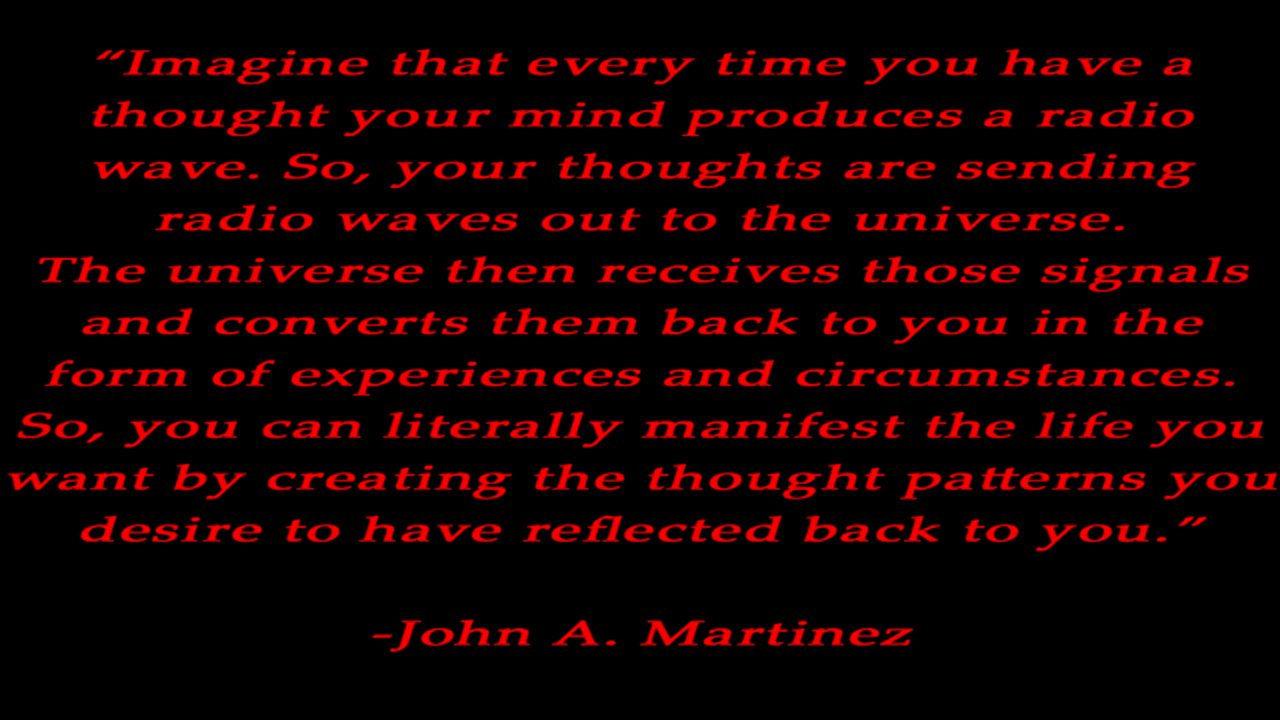 “Imagine that every time you have a
thought your mind produces a radio
wave. So, your thoughts are sending
radio waves out to the universe.
The universe then receives those signals
and converts them back to you in the
form of experiences and circumstances.
So, you can literally manifest the life you
want by creating the thought patterns you
desire to have reflected back to you.”
-John A. Martinez